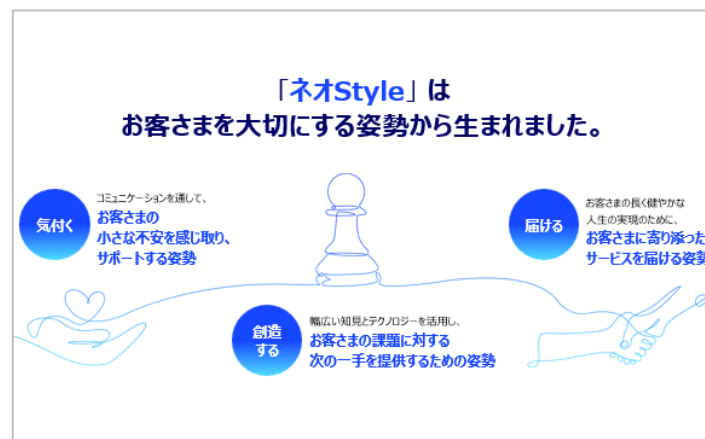 「ネオStyle」は
お客さまを大切にする姿勢から生まれました。
気付く
コミュニケーションを通して、
お客さまの
小さな不安を感じ取り、
サポートする姿勢
創造
する
幅広い知見とテクノロジーを活用し、
お客さまの課題に対する
次の一手を提供するための姿勢
届ける
お客さまの長く健やかな
人生の実現のために、
お客さまに寄り添った
サービスを届ける姿勢